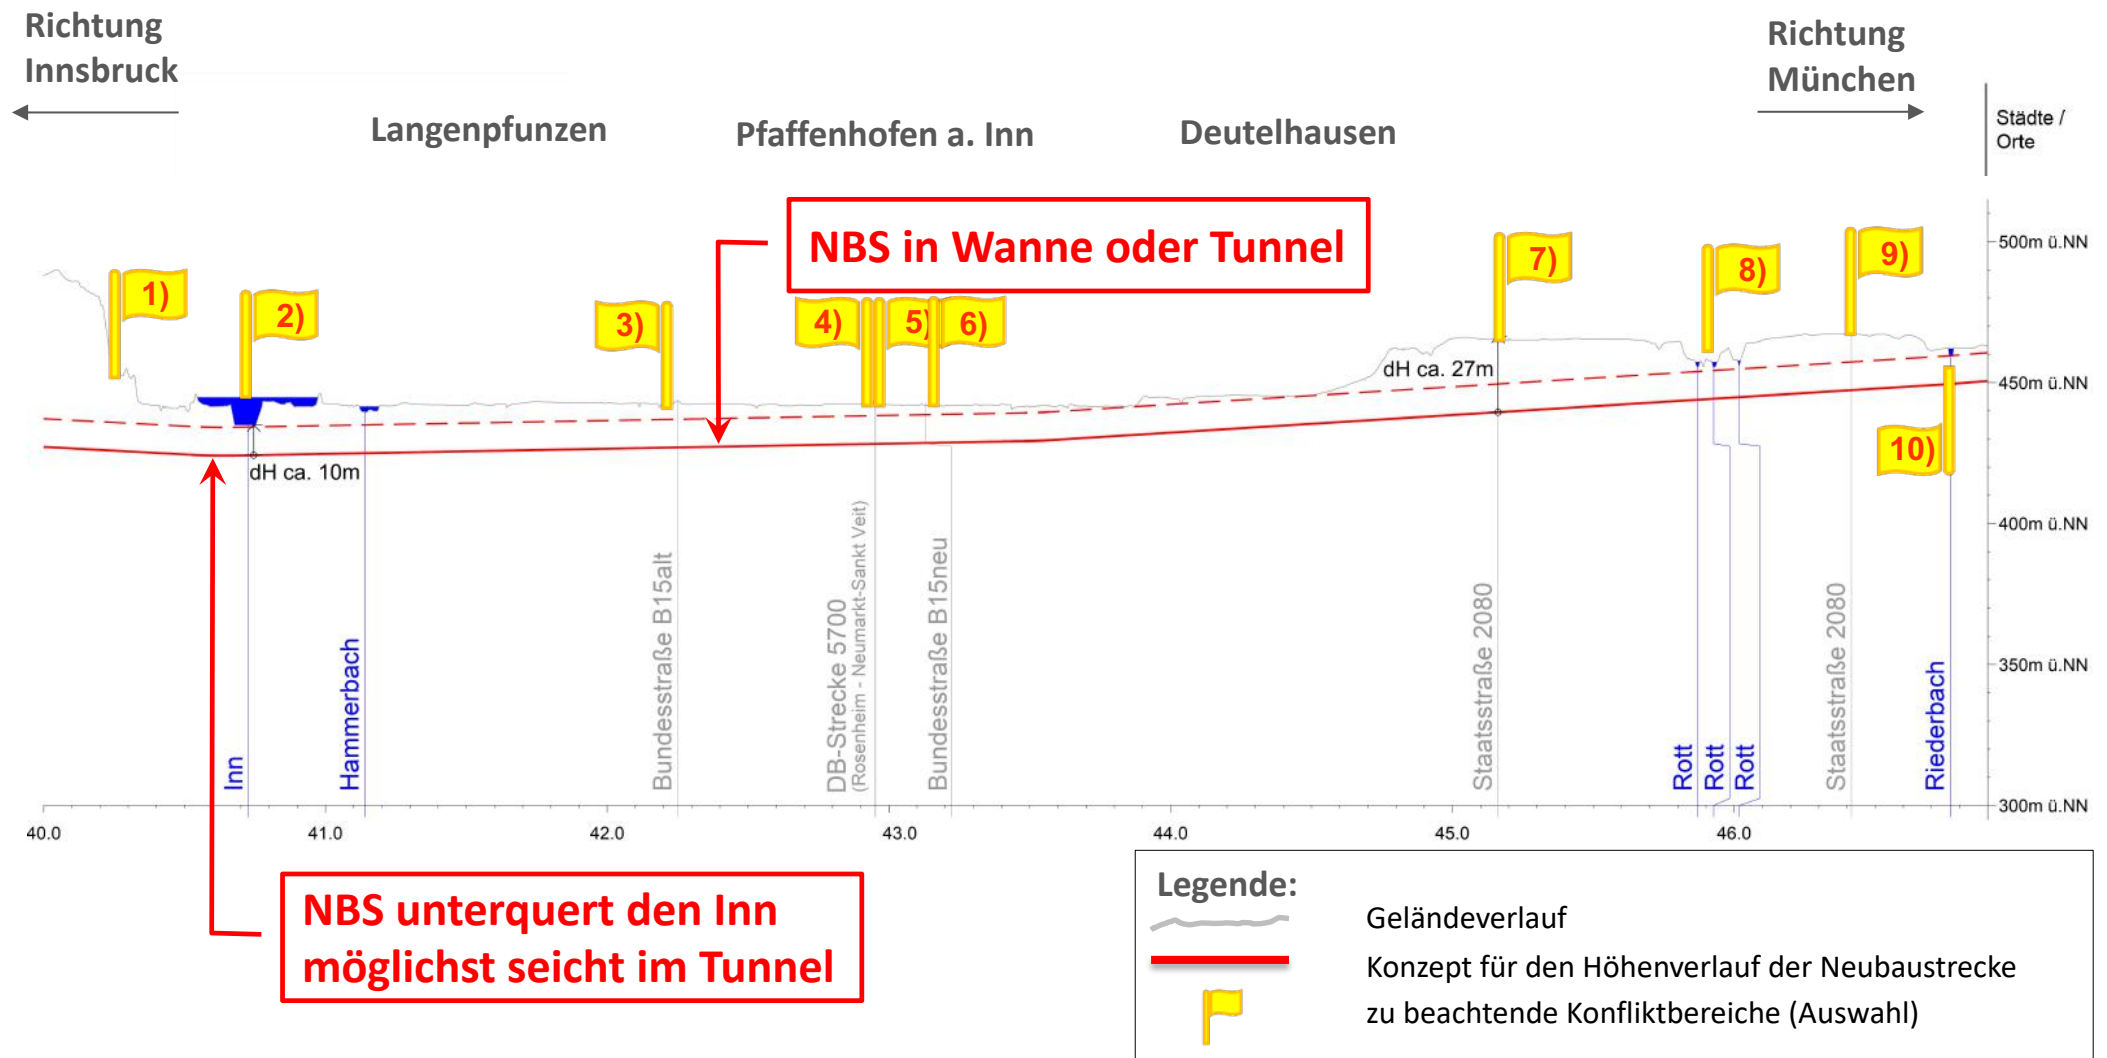 Richtung
Innsbruck
Richtung
München
Langenpfunzen
Pfaffenhofen a. Inn
Deutelhausen
Städte /
Orte
NBS in Wanne oder Tunnel
500m ü.NN
450m ü.NN
400m ü.NN
350m ü.NN
300m ü.NN
1)
2)
3)
4)
5)
6)
7)
8)
9)
10)
dH ca. 10m
dH ca. 27m
Inn
Hammerbach
Bundesstraße B15alt
DB-Strecke 5700
(Rosenheim - Neumarkt-Sankt Veit)
Bundesstraße B15neu
Staatsstraße 2080
Rott
Rott
Rott
Staatsstraße 2080
Riederbach
40.0
41.0
42.0
43.0
44.0
45.0
46.0
NBS unterquert den Inn
möglichst seicht im Tunnel
Legende:
Geländeverlauf
Konzept für den Höhenverlauf der Neubaustrecke
zu beachtende Konfliktbereiche (Auswahl)